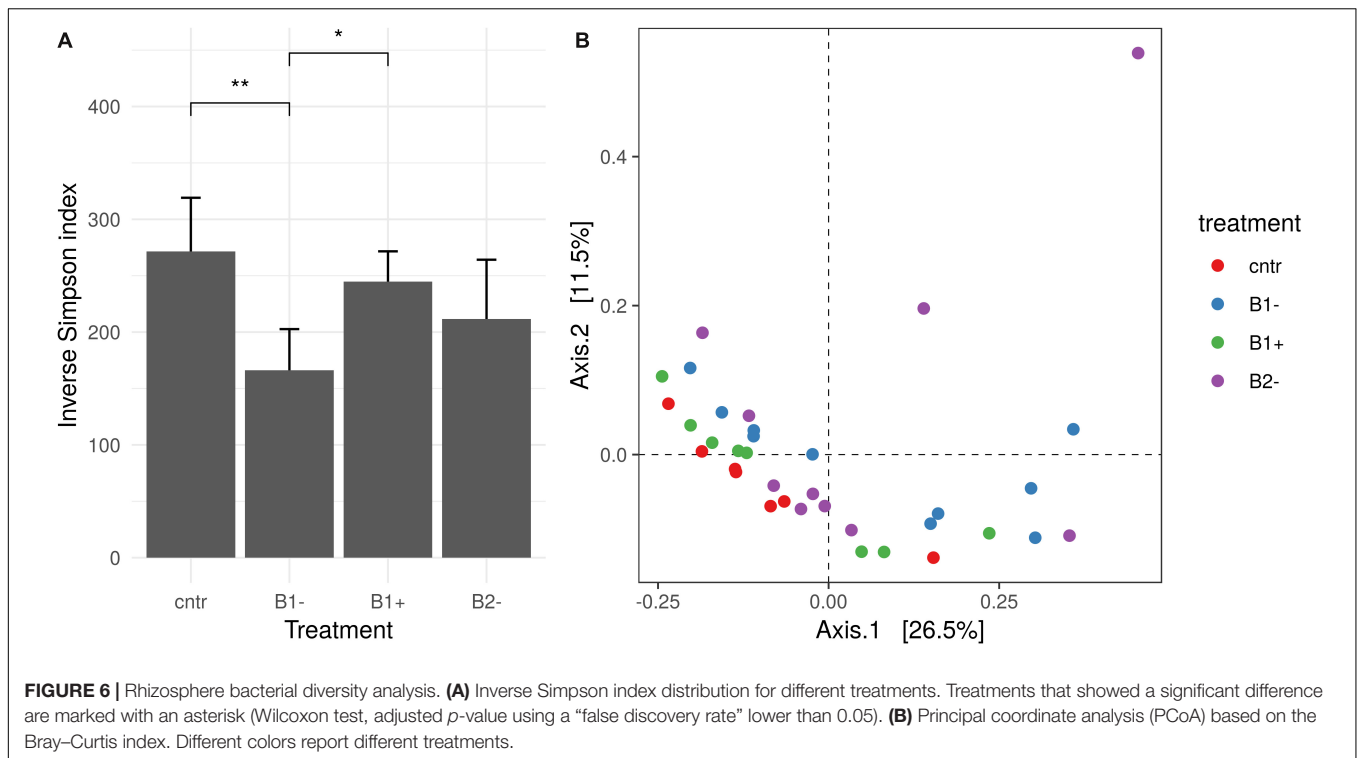 A
B
*
**
400
300
200
100
0
Inverse Simpson index
cntr B1- B1+ B2-
Treatment
0.4
0.2
0.0
Axis.2 [11.5%]
-0.25 0.00 0.25
Axis.1 [26.5%]
treatment
cntr
B1-
B1+
B2-
FIGURE 6 | Rhizosphere bacterial diversity analysis. (A) Inverse Simpson index distribution for different treatments. Treatments that showed a significant difference
are marked with an asterisk (Wilcoxon test, adjusted p-value using a “false discovery rate” lower than 0.05). (B) Principal coordinate analysis (PCoA) based on the
Bray–Curtis index. Different colors report different treatments.